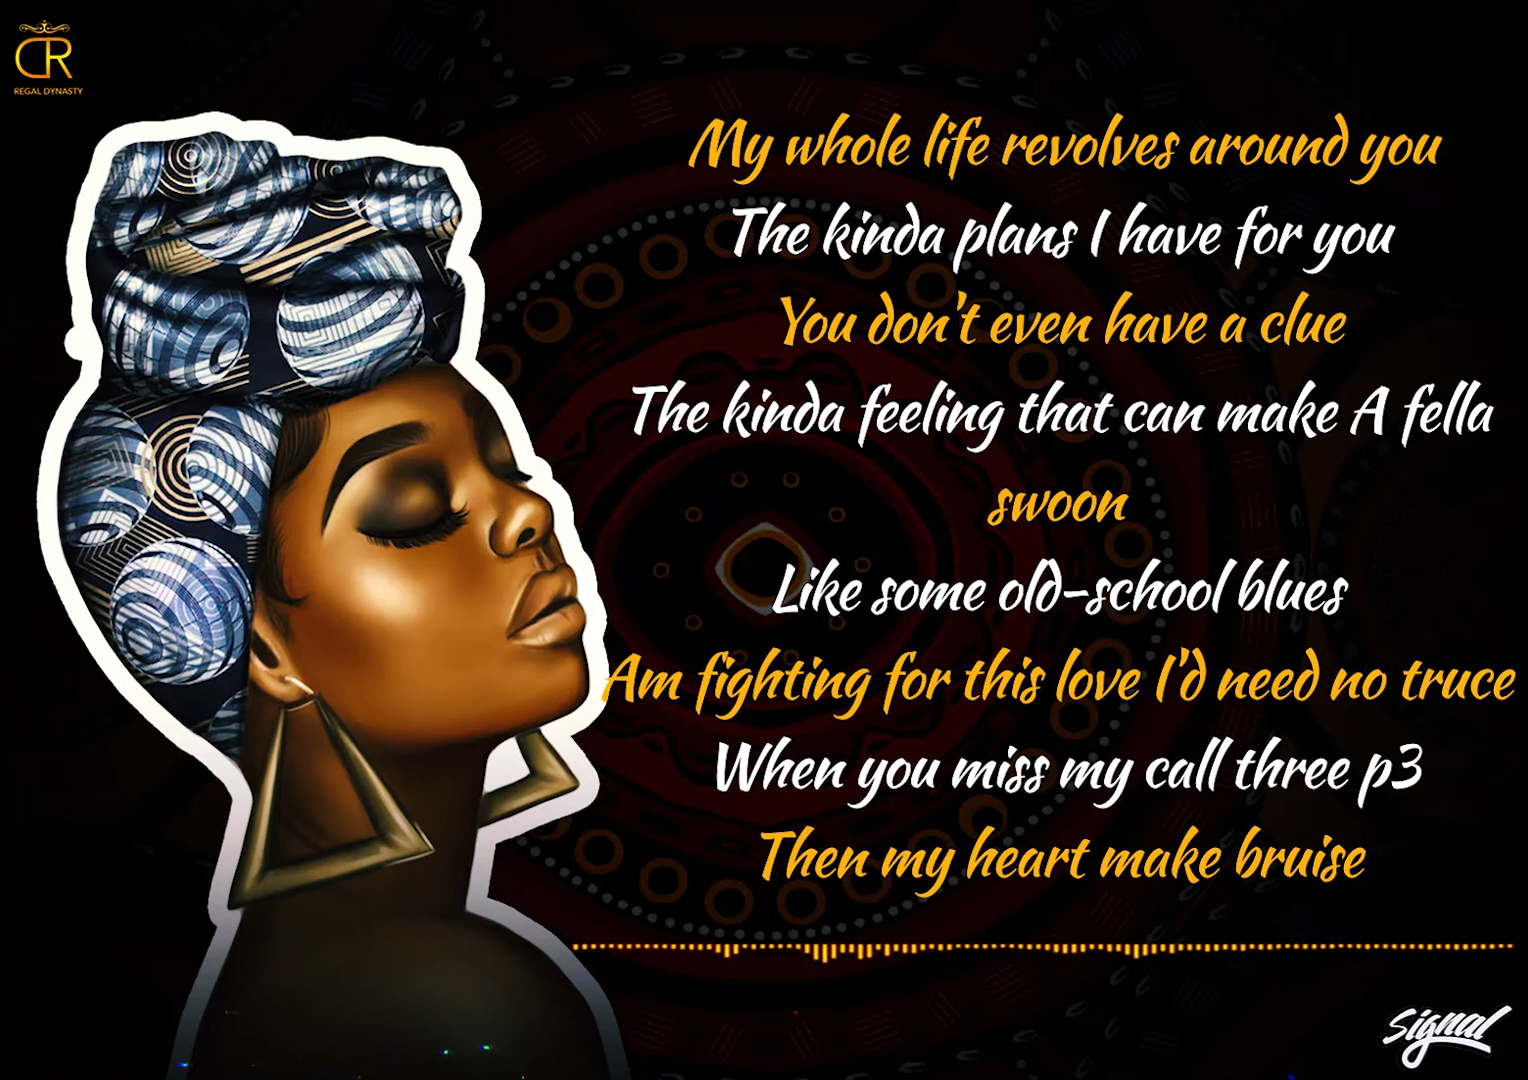 DR
REGAL DYNASTY
My whole life revolves around you
The kinda plans I have for you
You don't even have a clue
The kinda feeling that can make A fella
swoon
Like some old-school blues
Am fighting for this love I'd need no truce
When you miss my call three p3
Then my heart make bruise
Signal